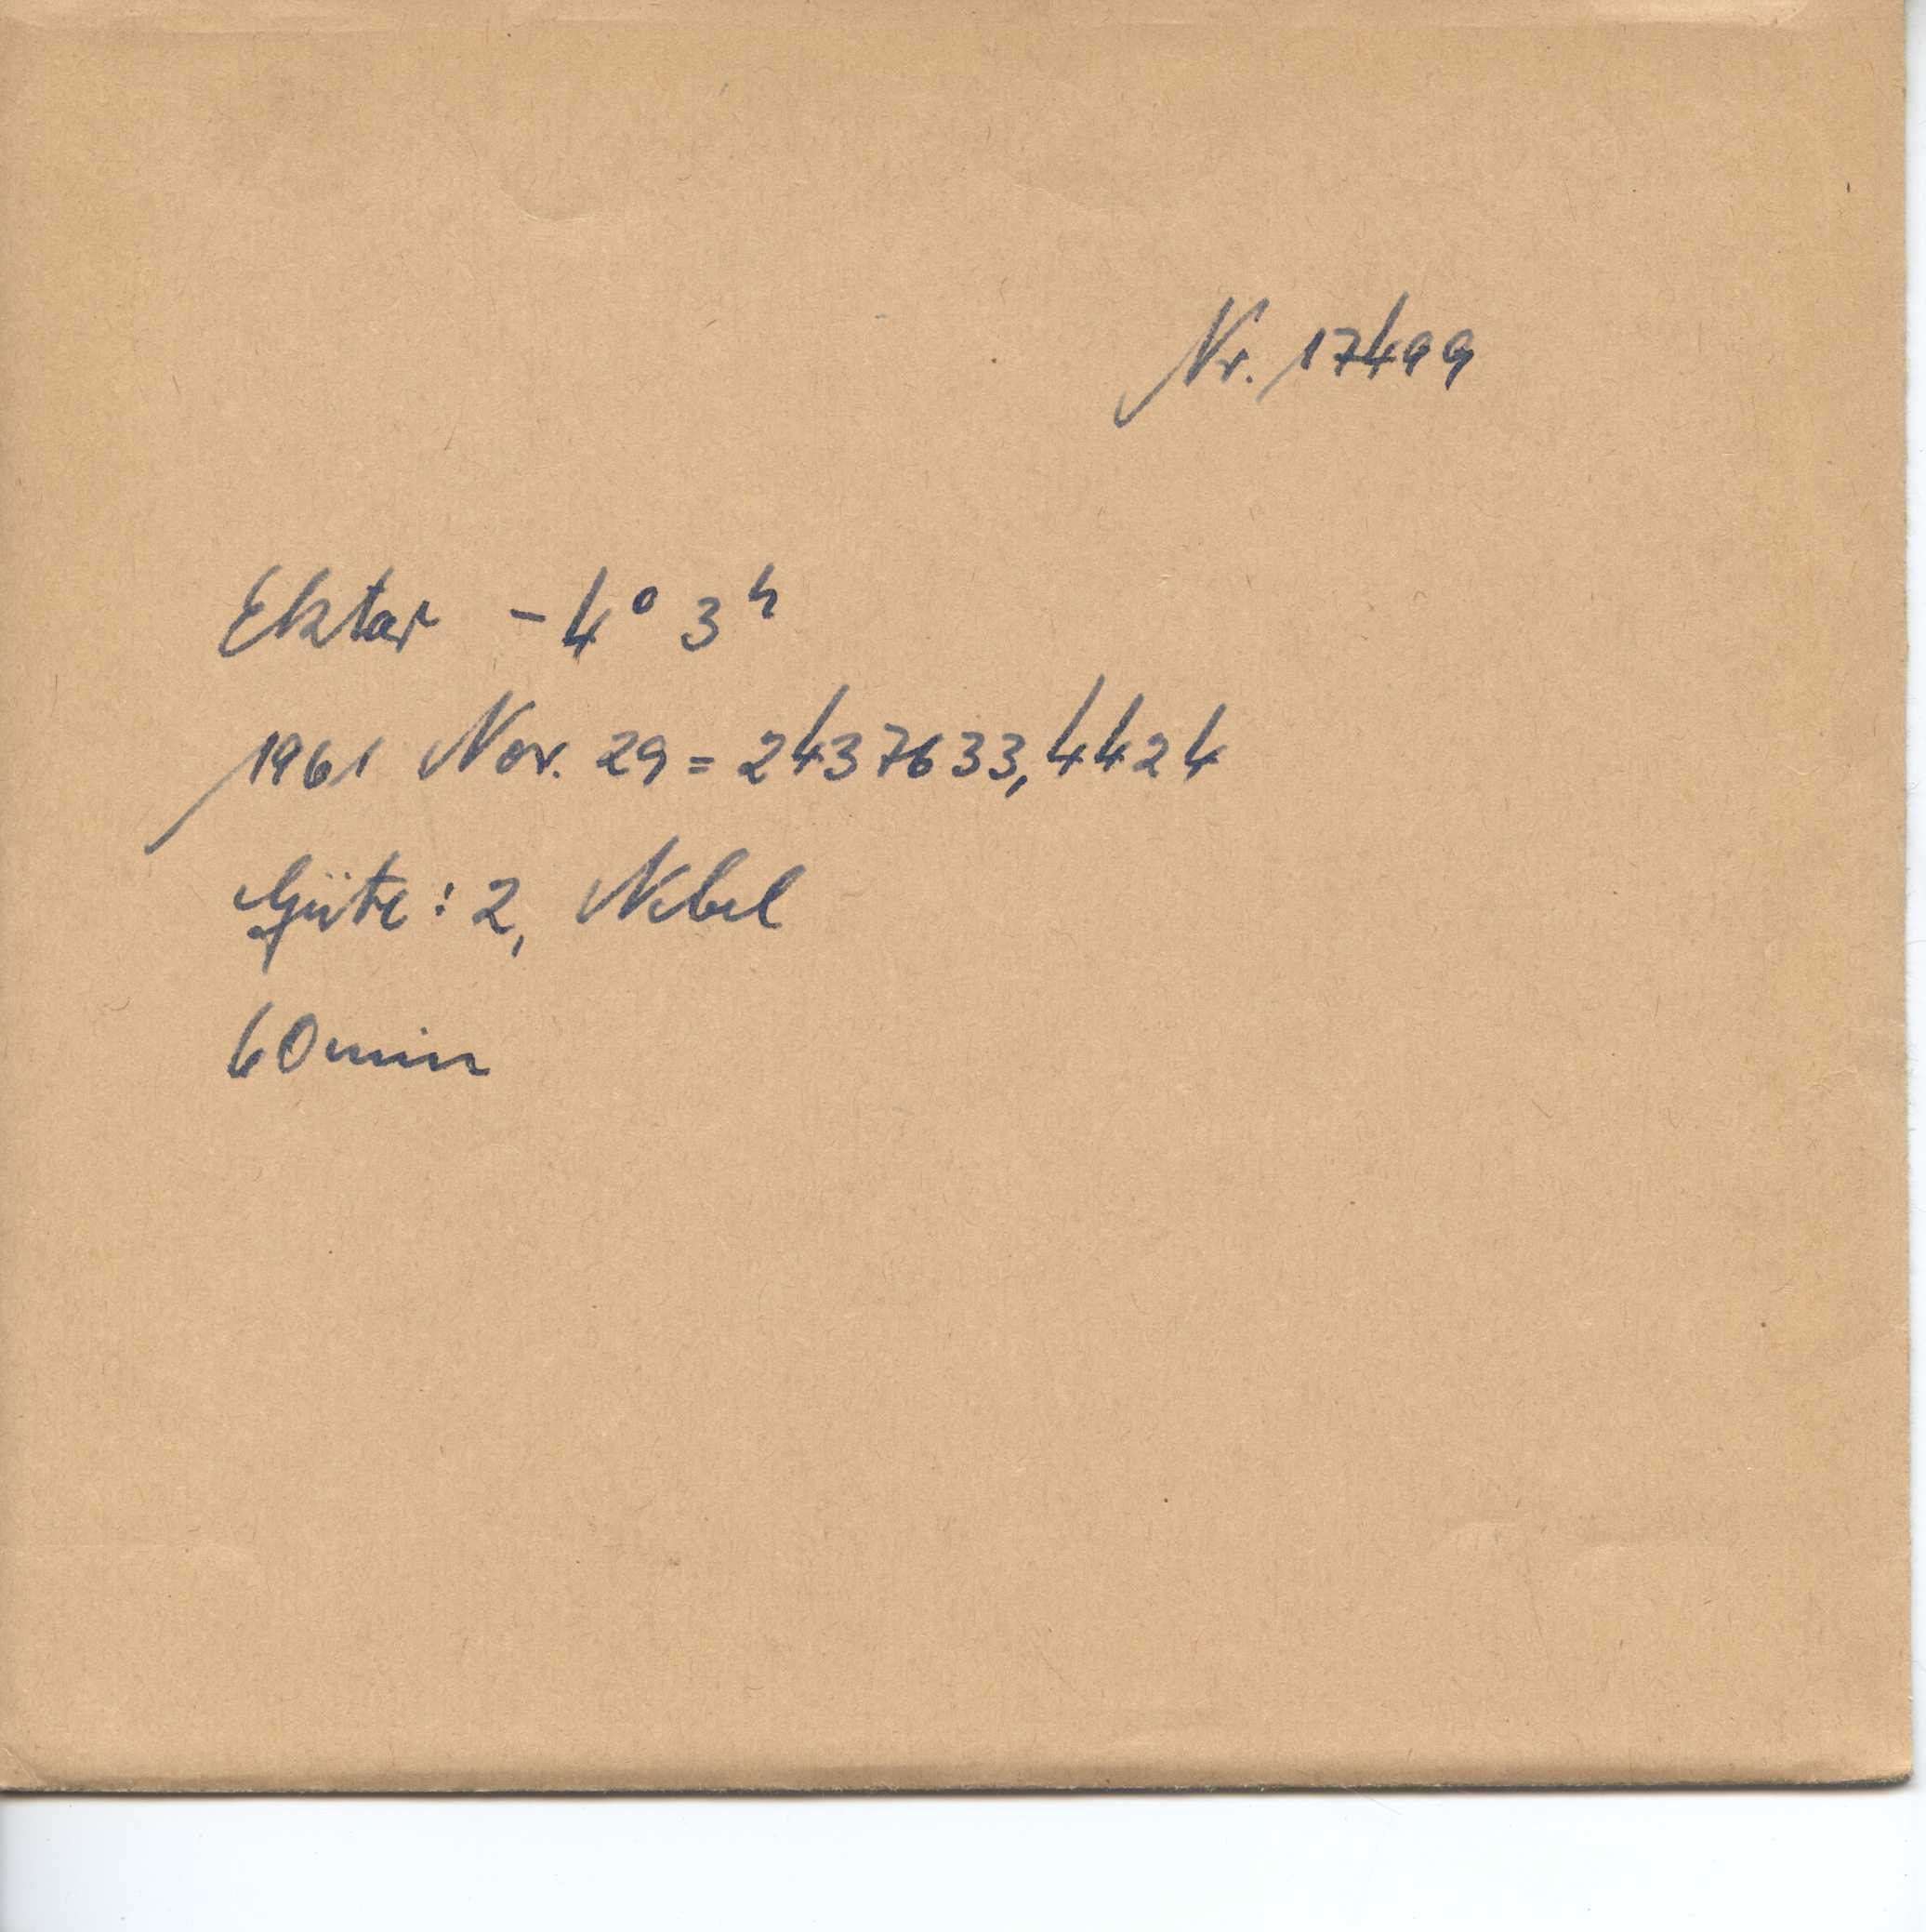 Nr. 17499
Ektar -4° 3ʰ
1961 Nov. 29 = 2437633,4424
Güte: 2, Nebel
60min